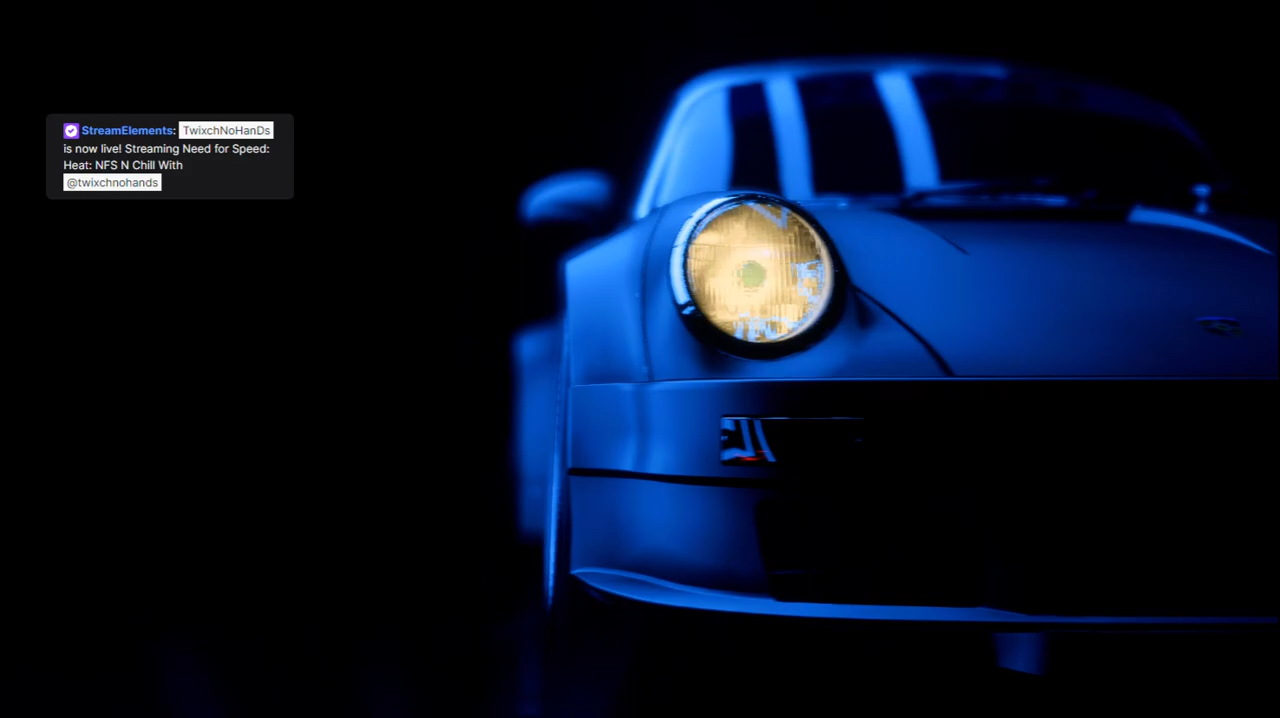 StreamElements: TwixchNoHanDs
is now live! Streaming Need for Speed:
Heat: NFS N Chill With
@twixchnohands